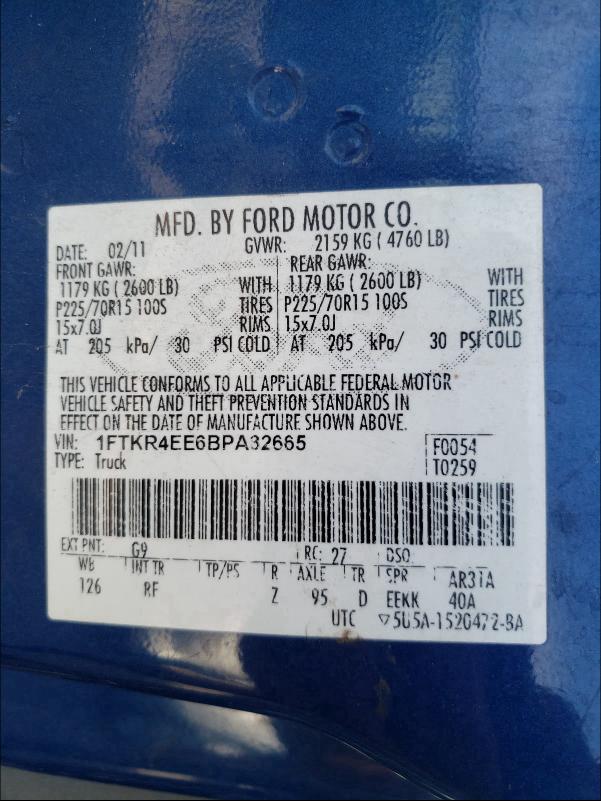 MFD. BY FORD MOTOR CO.
DATE: 02/11 GVWR: 2159 KG ( 4760 LB)
FRONT GAWR: REAR GAWR:
1179 KG ( 2600 LB) WITH 1179 KG ( 2600 LB) WITH
P225/70R15 100S TIRES P225/70R15 100S TIRES
15x7.0J RIMS 15x7.0J RIMS
AT 205 kPa/ 30 PSI COLD AT 205 kPa/ 30 PSI COLD
THIS VEHICLE CONFORMS TO ALL APPLICABLE FEDERAL MOTOR
VEHICLE SAFETY AND THEFT PREVENTION STANDARDS IN
EFFECT ON THE DATE OF MANUFACTURE SHOWN ABOVE.
VIN: 1FTKR4EE6BPA32665 F0054
TYPE: Truck T0259
EXT PNT: G9 RC: 27 DSO:
WB INT TR TP/PS R AXLE TR SPR AR31A
126 RF Z 95 D EEKK 40A
UTC ▽5U5A-1520472-BA